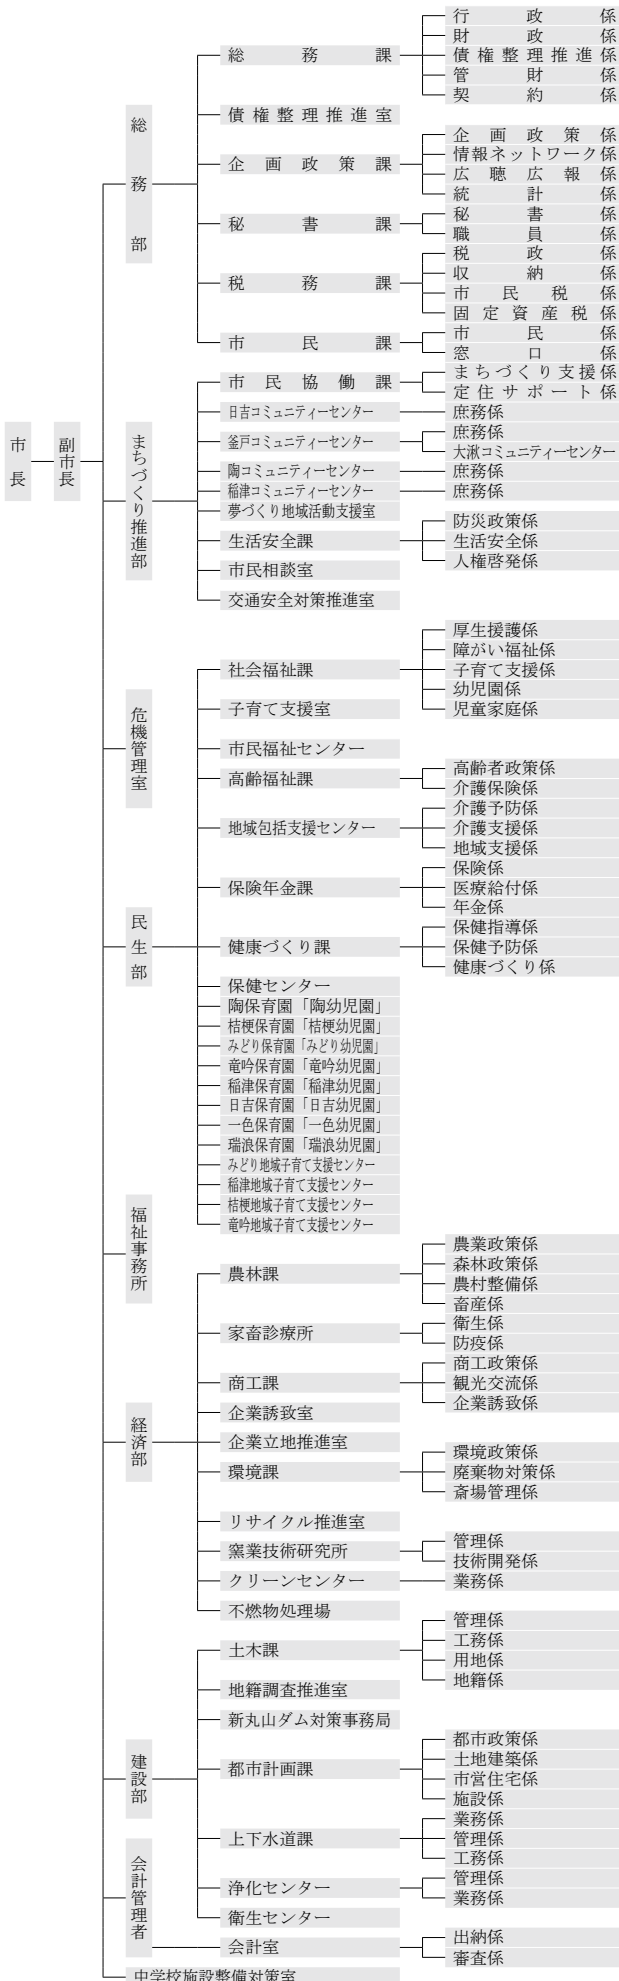 市長
副市長
総務部
総務課
行政係
財政係
債権整理推進係
管財係
契約係
債権整理推進室
企画政策課
企画政策係
情報ネットワーク係
広聴広報係
統計係
秘書課
秘書係
職員係
税務課
税政係
収納係
市民税係
固定資産税係
市民課
市民係
窓口係
まちづくり推進部
市民協働課
まちづくり支援係
定住サポート係
日吉コミュニティーセンター
庶務係
釜戸コミュニティーセンター
庶務係
大湫コミュニティーセンター
陶コミュニティーセンター
庶務係
稲津コミュニティーセンター
庶務係
夢づくり地域活動支援室
生活安全課
防災政策係
生活安全係
人権啓発係
市民相談室
交通安全対策推進室
危機管理室
民生部
社会福祉課
厚生援護係
障がい福祉係
子育て支援係
幼児園係
児童家庭係
子育て支援室
市民福祉センター
高齢福祉課
高齢者政策係
介護保険係
地域包括支援センター
介護予防係
介護支援係
地域支援係
保険年金課
保険係
医療給付係
年金係
健康づくり課
保健指導係
保健予防係
健康づくり係
保健センター
陶保育園「陶幼児園」
桔梗保育園「桔梗幼児園」
みどり保育園「みどり幼児園」
竜吟保育園「竜吟幼児園」
稲津保育園「稲津幼児園」
日吉保育園「日吉幼児園」
一色保育園「一色幼児園」
瑞浪保育園「瑞浪幼児園」
みどり地域子育て支援センター
稲津地域子育て支援センター
桔梗地域子育て支援センター
竜吟地域子育て支援センター
福祉事務所
経済部
農林課
農業政策係
森林政策係
農村整備係
畜産係
家畜診療所
衛生係
防疫係
商工課
商工政策係
観光交流係
企業誘致係
企業誘致室
企業立地推進室
環境課
環境政策係
廃棄物対策係
斎場管理係
リサイクル推進室
窯業技術研究所
管理係
技術開発係
クリーンセンター
業務係
不燃物処理場
建設部
土木課
管理係
工務係
用地係
地籍係
地籍調査推進室
新丸山ダム対策事務局
都市計画課
都市政策係
土地建築係
市営住宅係
施設係
上下水道課
業務係
管理係
工務係
浄化センター
管理係
業務係
衛生センター
会計管理者
会計室
出納係
審査係
中学校施設整備対策室